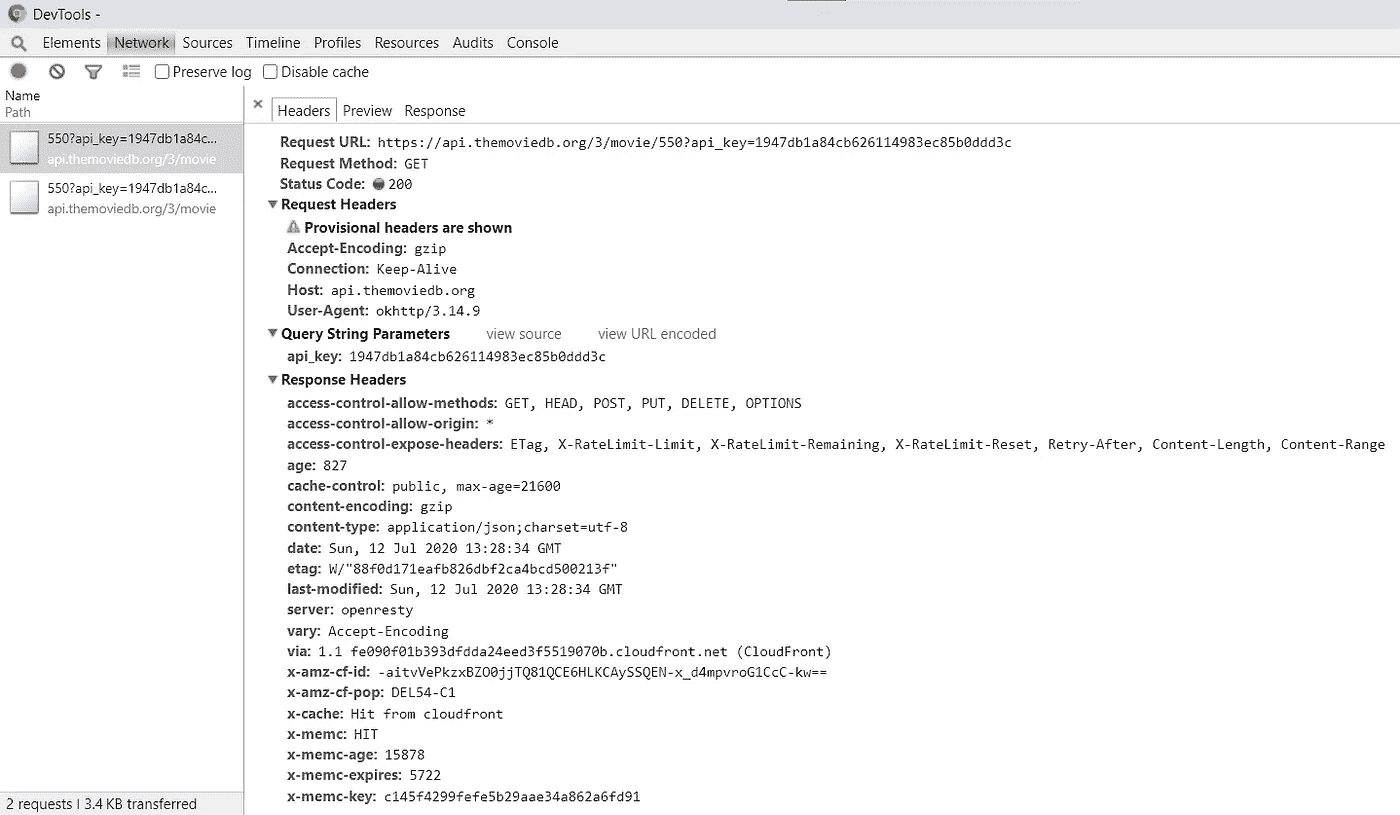 DevTools -
Elements Network Sources Timeline Profiles Resources Audits Console
Preserve log Disable cache
Name
Path
550?api_key=1947db1a84c...
api.themoviedb.org/3/movie
550?api_key=1947db1a84c...
api.themoviedb.org/3/movie
2 requests | 3.4 KB transferred
× Headers Preview Response
Request URL: https://api.themoviedb.org/3/movie/550?api_key=1947db1a84cb626114983ec85b0ddd3c
Request Method: GET
Status Code: 200
Request Headers
Provisional headers are shown
Accept-Encoding: gzip
Connection: Keep-Alive
Host: api.themoviedb.org
User-Agent: okhttp/3.14.9
Query String Parameters view source view URL encoded
api_key: 1947db1a84cb626114983ec85b0ddd3c
Response Headers
access-control-allow-methods: GET, HEAD, POST, PUT, DELETE, OPTIONS
access-control-allow-origin: *
access-control-expose-headers: ETag, X-RateLimit-Limit, X-RateLimit-Remaining, X-RateLimit-Reset, Retry-After, Content-Length, Content-Range
age: 827
cache-control: public, max-age=21600
content-encoding: gzip
content-type: application/json;charset=utf-8
date: Sun, 12 Jul 2020 13:28:34 GMT
etag: W/"88f0d171eafb826dbf2ca4bcd500213f"
last-modified: Sun, 12 Jul 2020 13:28:34 GMT
server: openresty
vary: Accept-Encoding
via: 1.1 fe090f01b393dfdda24eed3f5519070b.cloudfront.net (CloudFront)
x-amz-cf-id: -aitvVePkzxBZO0jjTQ81QCE6HLKCAySSQEN-x_d4mpvroG1CcC-kw==
x-amz-cf-pop: DEL54-C1
x-cache: Hit from cloudfront
x-memc: HIT
x-memc-age: 15878
x-memc-expires: 5722
x-memc-key: c145f4299fefe5b29aae34a862a6fd91